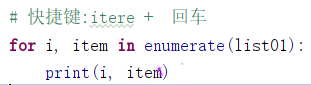 # 快捷键:itere +  回车
for i, item in enumerate(list01):
    print(i, item)